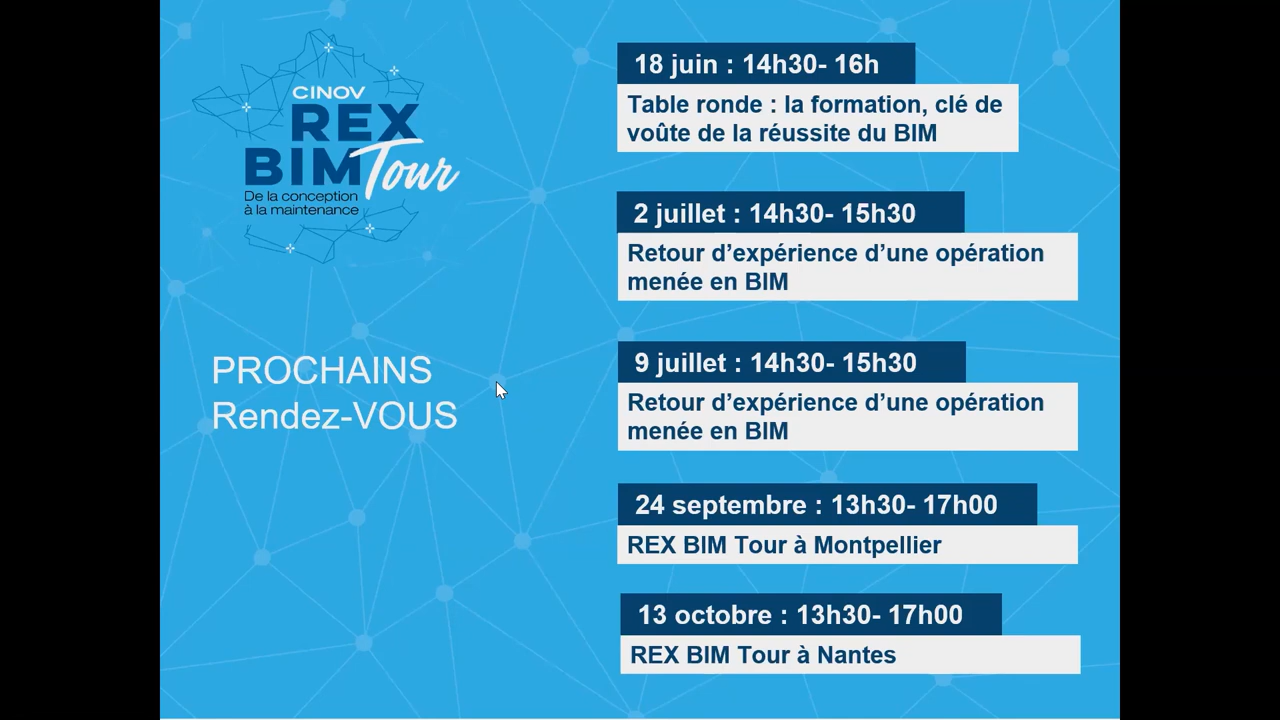 CINOV
REX
BIM Tour
De la conception
à la maintenance
PROCHAINS
Rendez-VOUS
18 juin : 14h30- 16h
Table ronde : la formation, clé de
voûte de la réussite du BIM
2 juillet : 14h30- 15h30
Retour d’expérience d’une opération
menée en BIM
9 juillet : 14h30- 15h30
Retour d’expérience d’une opération
menée en BIM
24 septembre : 13h30- 17h00
REX BIM Tour à Montpellier
13 octobre : 13h30- 17h00
REX BIM Tour à Nantes